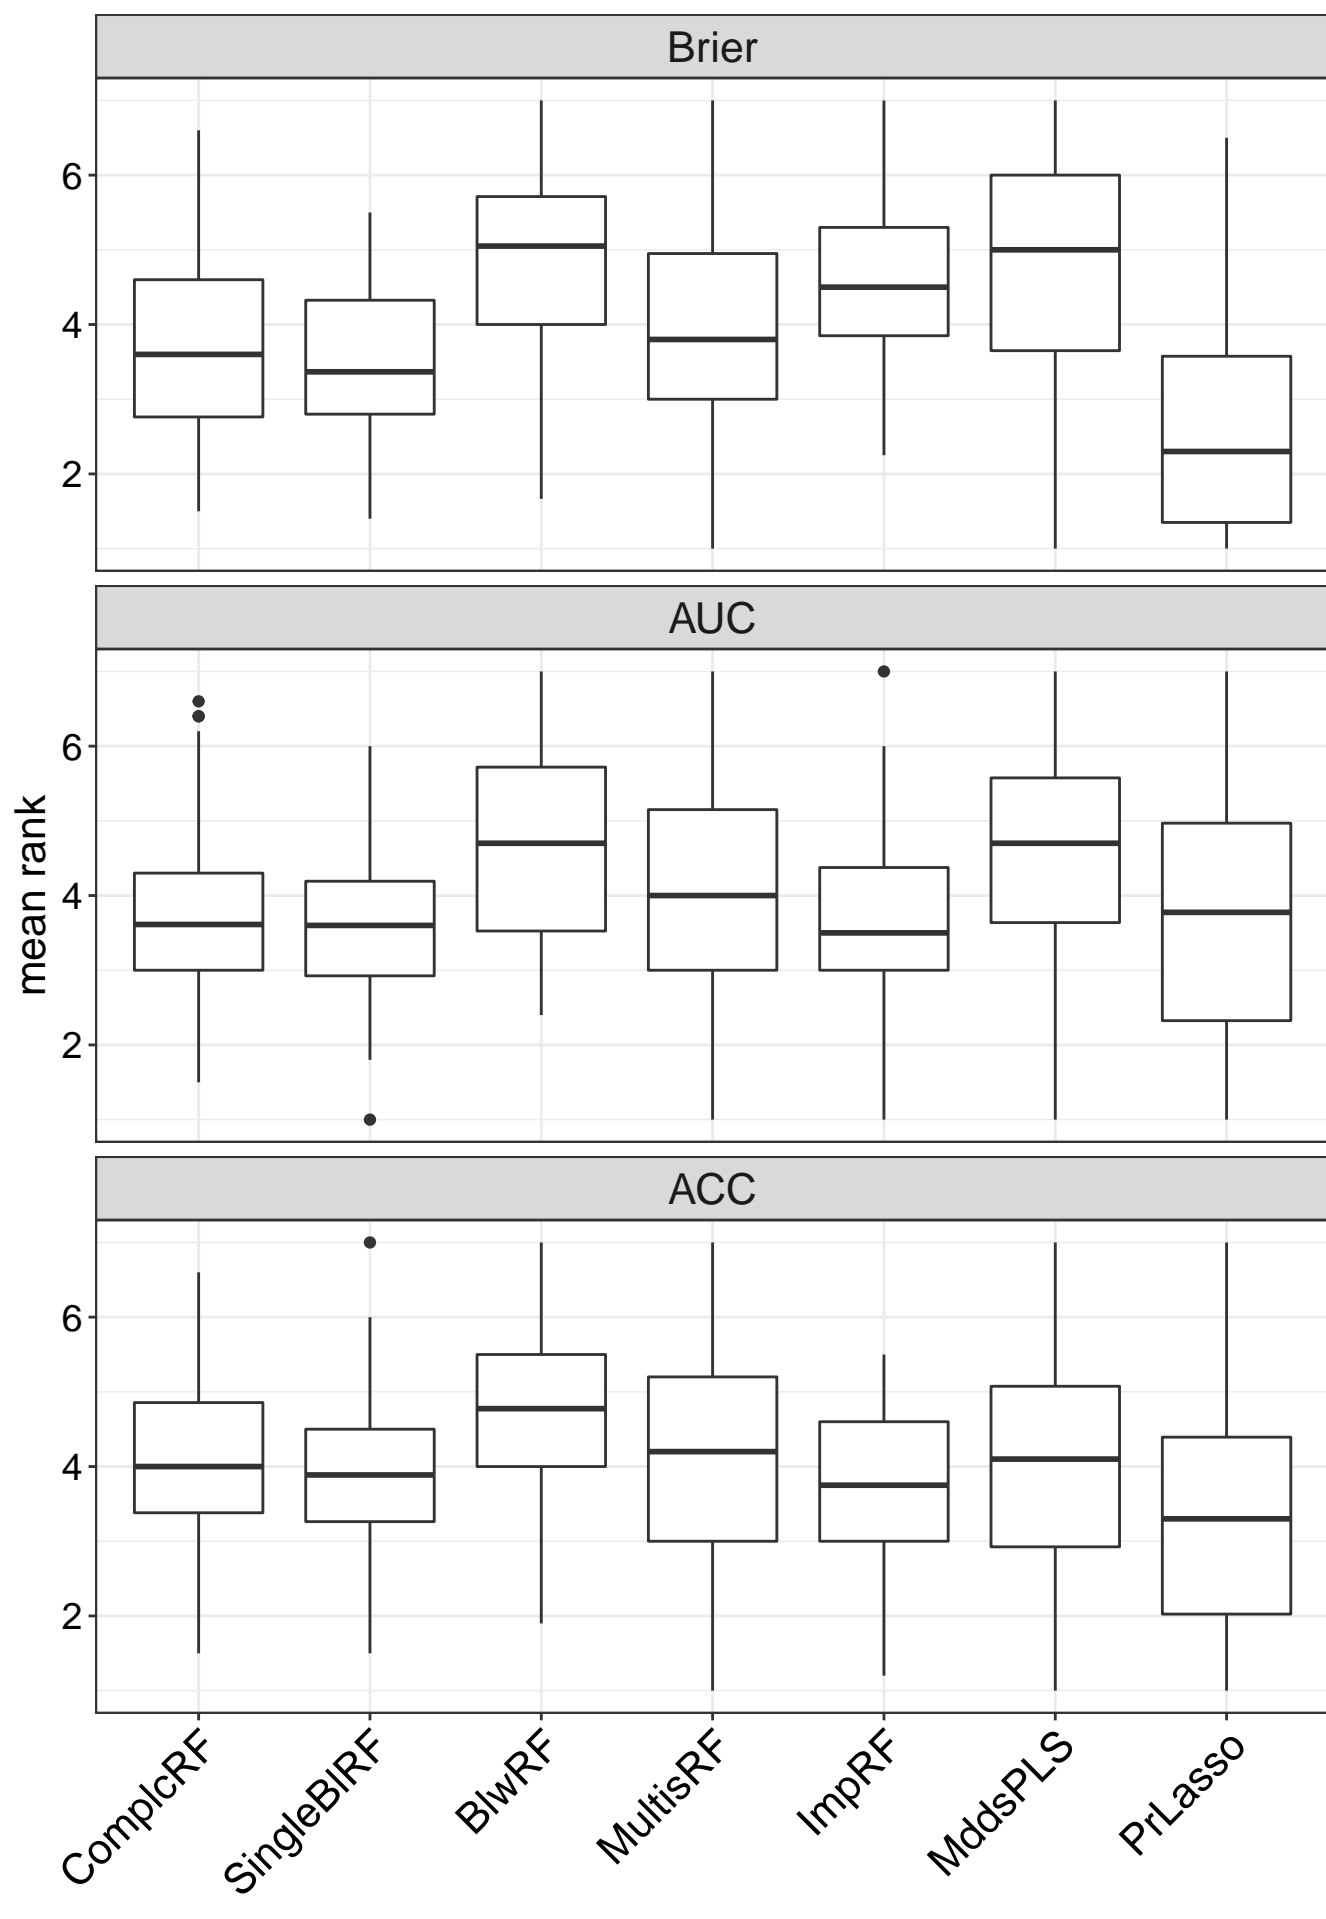 Brier
6
4
2
AUC
6
4
2
mean rank
ACC
6
4
2
ComplcRF
SingleBlRF
BlwRF
MultisRF
ImpRF
MddsPLS
PrLasso